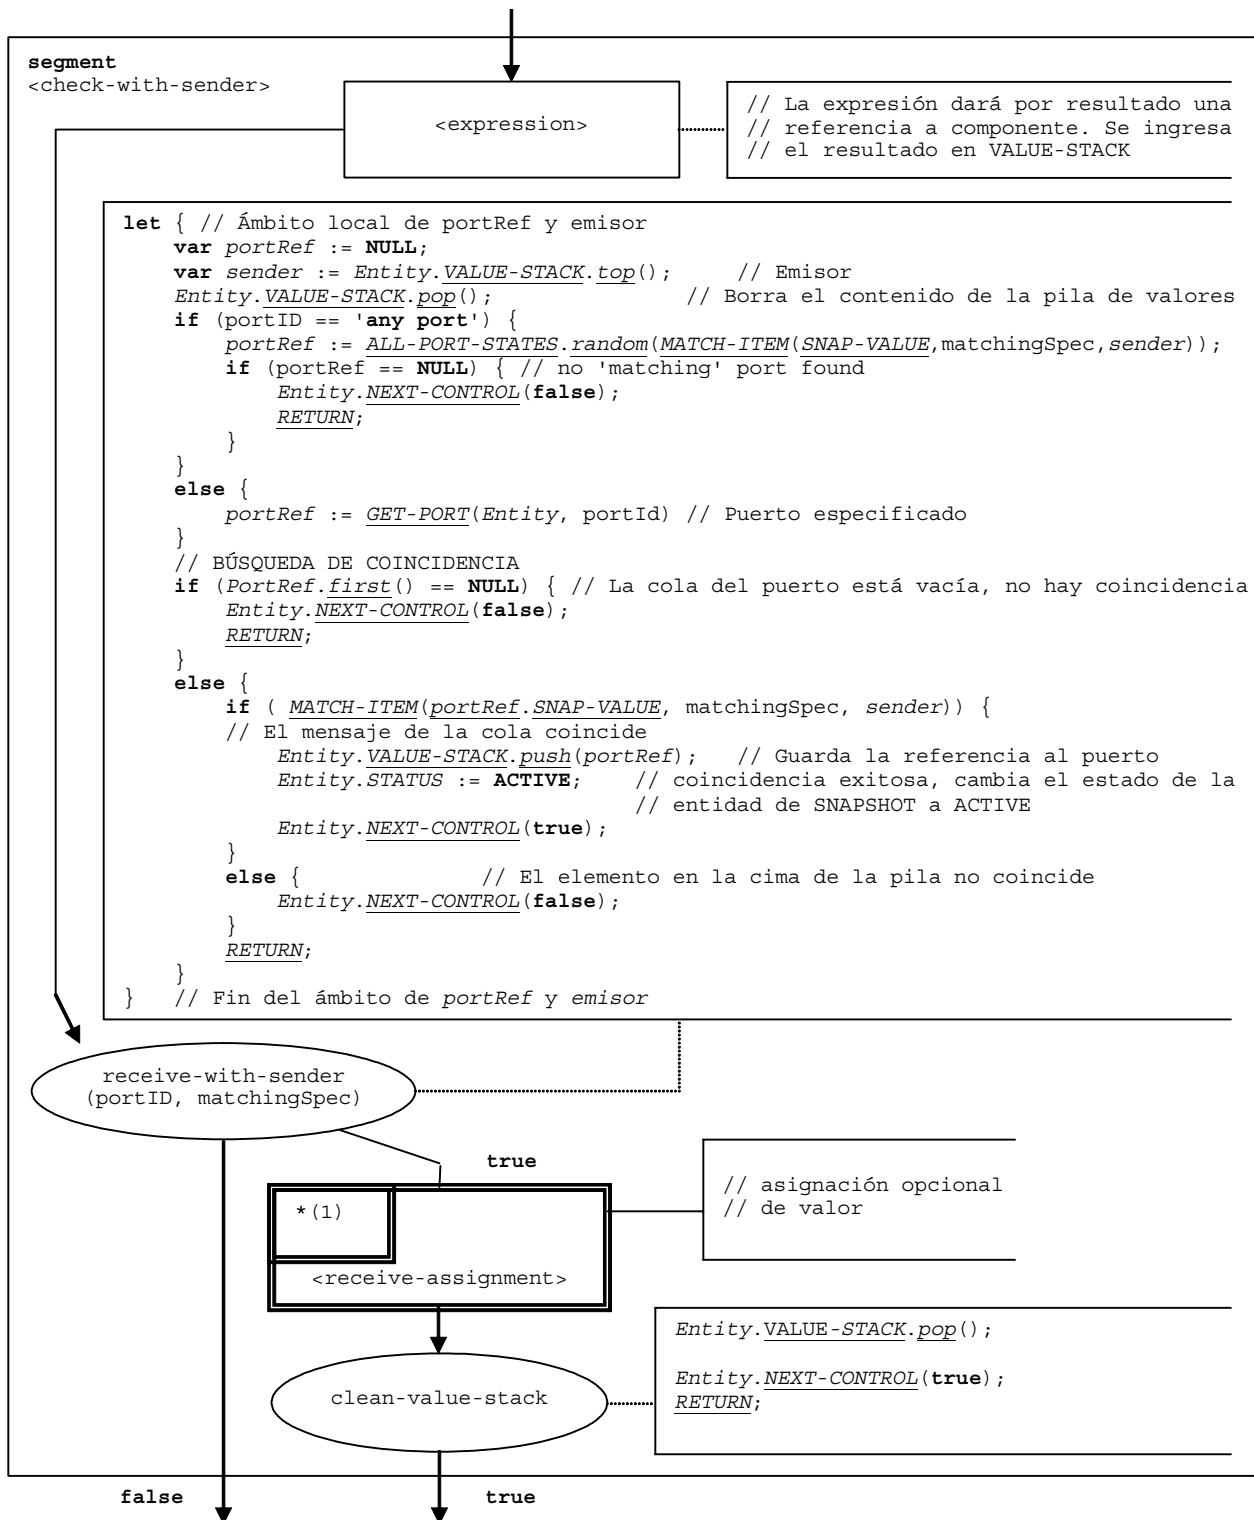 segment
<check-with-sender>
<expression>
// La expresión dará por resultado una
// referencia a componente. Se ingresa
// el resultado en VALUE-STACK
let { // Ámbito local de portRef y emisor
var portRef := NULL;
var sender := Entity.VALUE-STACK.top(); // Emisor
Entity.VALUE-STACK.pop(); // Borra el contenido de la pila de valores
if (portID == 'any port') {
portRef := ALL-PORT-STATES.random(MATCH-ITEM(SNAP-VALUE,matchingSpec,sender));
if (portRef == NULL) { // no 'matching' port found
Entity.NEXT-CONTROL(false);
RETURN;
}
}
else {
portRef := GET-PORT(Entity, portId) // Puerto especificado
}
// BÚSQUEDA DE COINCIDENCIA
if (PortRef.first() == NULL) { // La cola del puerto está vacía, no hay coincidencia
Entity.NEXT-CONTROL(false);
RETURN;
}
else {
if ( MATCH-ITEM(portRef.SNAP-VALUE, matchingSpec, sender)) {
// El mensaje de la cola coincide
Entity.VALUE-STACK.push(portRef); // Guarda la referencia al puerto
Entity.STATUS := ACTIVE; // coincidencia exitosa, cambia el estado de la
// entidad de SNAPSHOT a ACTIVE
Entity.NEXT-CONTROL(true);
}
else { // El elemento en la cima de la pila no coincide
Entity.NEXT-CONTROL(false);
}
RETURN;
}
} // Fin del ámbito de portRef y emisor
receive-with-sender
(portID, matchingSpec)
true
*(1)
<receive-assignment>
// asignación opcional
// de valor
clean-value-stack
Entity.VALUE-STACK.pop();
Entity.NEXT-CONTROL(true);
RETURN;
false
true